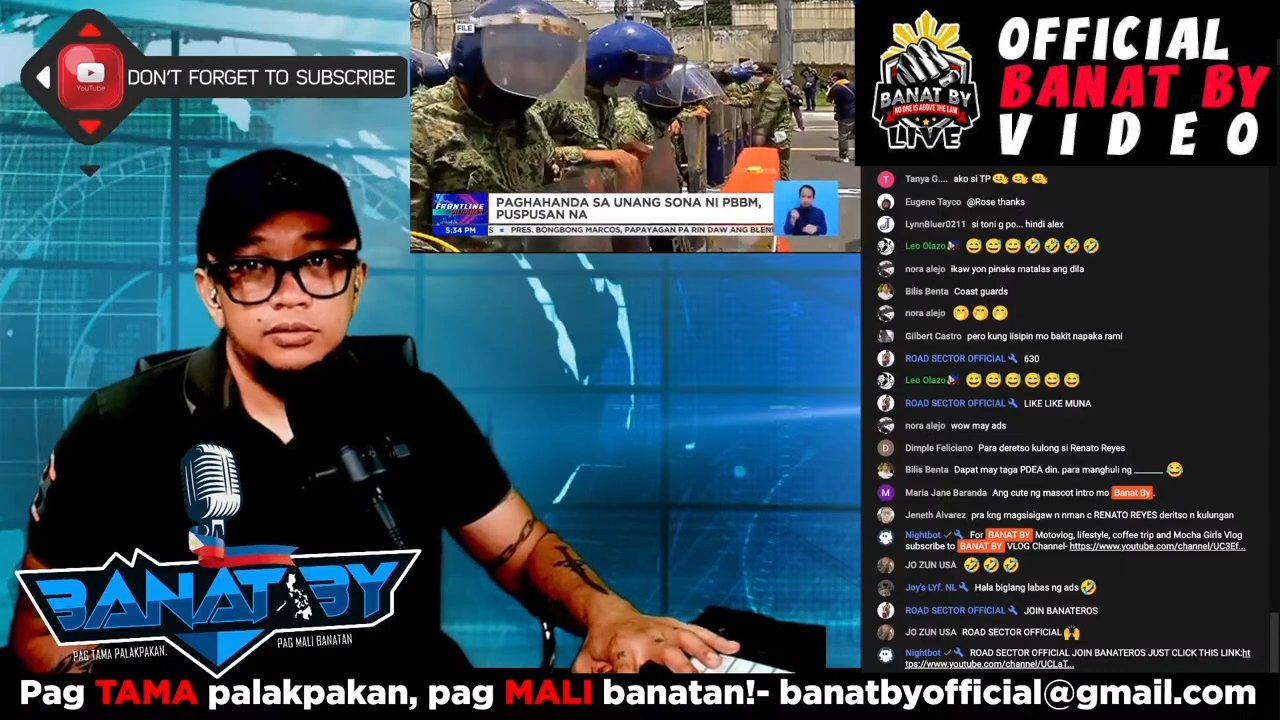 DON'T FORGET TO SUBSCRIBE
YouTube
FILE
FRONTLINE
PILIPINAS
PAGHAHANDA SA UNANG SONA NI PBBM,
PUSPUSAN NA
5:34 PM
PRES. BONGBONG MARCOS, PAPAYAGAN PA RIN DAW ANG BLEN
BANAT BY
NO ONE IS ABOVE THE LAW
LIVE
OFFICIAL
BANAT BY
VIDEO
T Tanya G.... ako si TP 😋 😋 😋
Eugene Tayco @Rose thanks
J LynnBluer0211 si toni g po... hindi alex
Leo Olazo 😅 😅 😅 🤣 🤣 🤣 🤣
nora alejo ikaw yon pinaka matalas ang dila
Bilis Benta Coast guards
nora alejo 🤭 🤭 🤭
Gilbert Castro pero kung iisipin mo bakit napaka rami
ROAD SECTOR OFFICIAL 630
Leo Olazo 😅 😅 😅 😅 😅 😅
ROAD SECTOR OFFICIAL LIKE LIKE MUNA
nora alejo wow may ads
D Dimple Feliciano Para deretso kulong si Renato Reyes
Bilis Benta Dapat may taga PDEA din. para manghuli ng ______ 😂
M Maria Jane Baranda Ang cute ng mascot intro mo Banat By.
Jeneth Alvarez pra kng magsisigaw n nman c RENATO REYES deritso n kulungan
Nightbot ✓ For BANAT BY Motovlog, lifestyle, coffee trip and Mocha Girls Vlog
subscribe to BANAT BY VLOG Channel- https://www.youtube.com/channel/UC3Ef...
JO ZUN USA 🤣 🤣 🤣
Joy's LYf. NL Hala biglang labas ng ads 🤣
ROAD SECTOR OFFICIAL JOIN BANATEROS
JO ZUN USA ROAD SECTOR OFFICIAL 🙌
Nightbot ✓ ROAD SECTOR OFFICIAL JOIN BANATEROS JUST CLICK THIS LINK:ht
tps://www.youtube.com/channel/UCLaT...
BANAT BY
PAG TAMA PALAKPAKAN.
PAG MALI BANATAN
Pag TAMA palakpakan, pag MALI banatan!- banatbyofficial@gmail.com